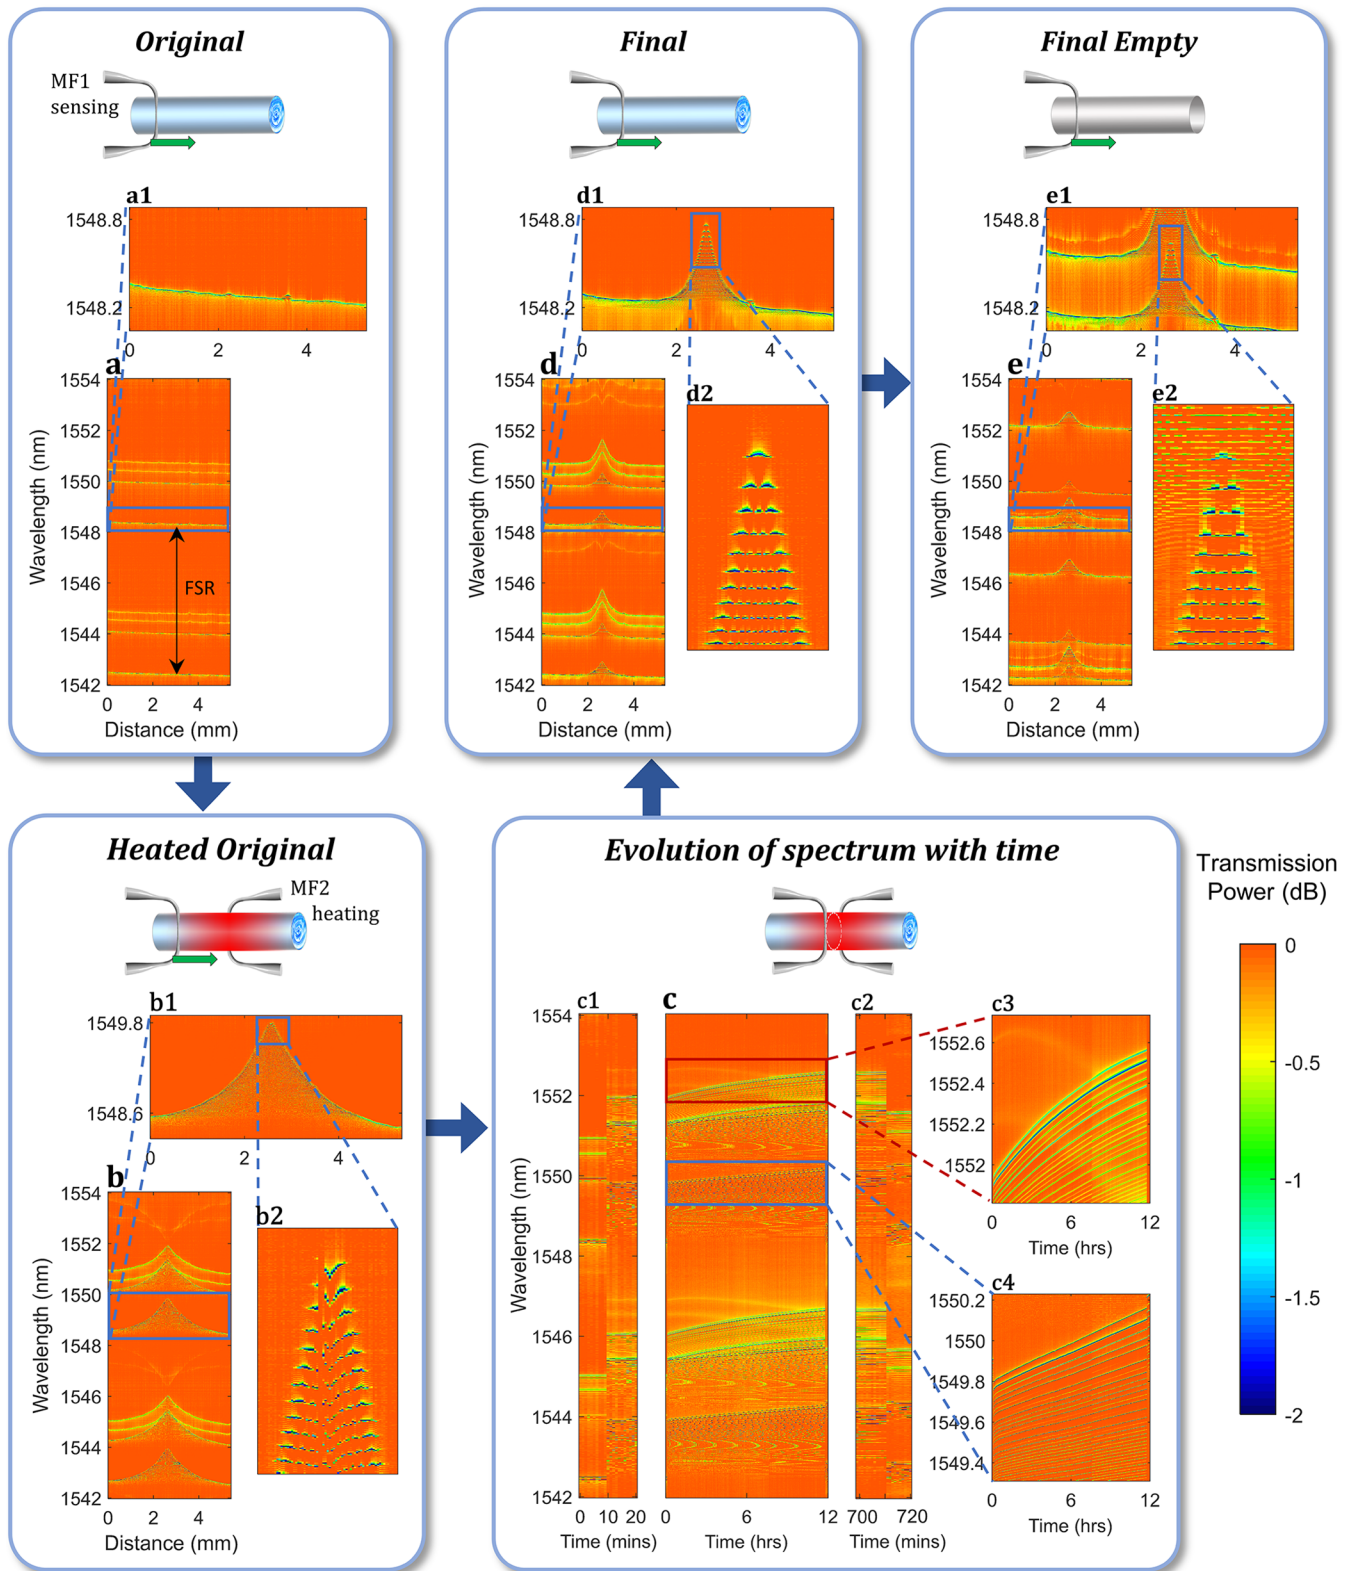 Original
MF1
sensing
a1
1548.8
1548.2
0
2
4
a
1554
1552
1550
1548
1546
1544
1542
FSR
0
2
4
Wavelength (nm)
Distance (mm)
Final
d1
1548.8
1548.2
0
2
4
d
1554
1552
1550
1548
1546
1544
1542
0
2
4
Wavelength (nm)
Distance (mm)
d2
Final Empty
e1
1548.8
1548.2
0
2
4
e
1554
1552
1550
1548
1546
1544
1542
0
2
4
Wavelength (nm)
Distance (mm)
e2
Heated Original
MF2
heating
b1
1549.8
1548.6
0
2
4
b
1554
1552
1550
1548
1546
1544
1542
0
2
4
Wavelength (nm)
Distance (mm)
b2
Evolution of spectrum with time
c1
1554
1552
1550
1548
1546
1544
1542
Wavelength (nm)
0 10 20
Time (mins)
c
0 6 12
Time (hrs)
c2
700 720
Time (mins)
c3
1552.6
1552.4
1552.2
1552
0 6 12
Time (hrs)
c4
1550.2
1550
1549.8
1549.6
1549.4
0 6 12
Time (hrs)
Transmission
Power (dB)
0
-0.5
-1
-1.5
-2